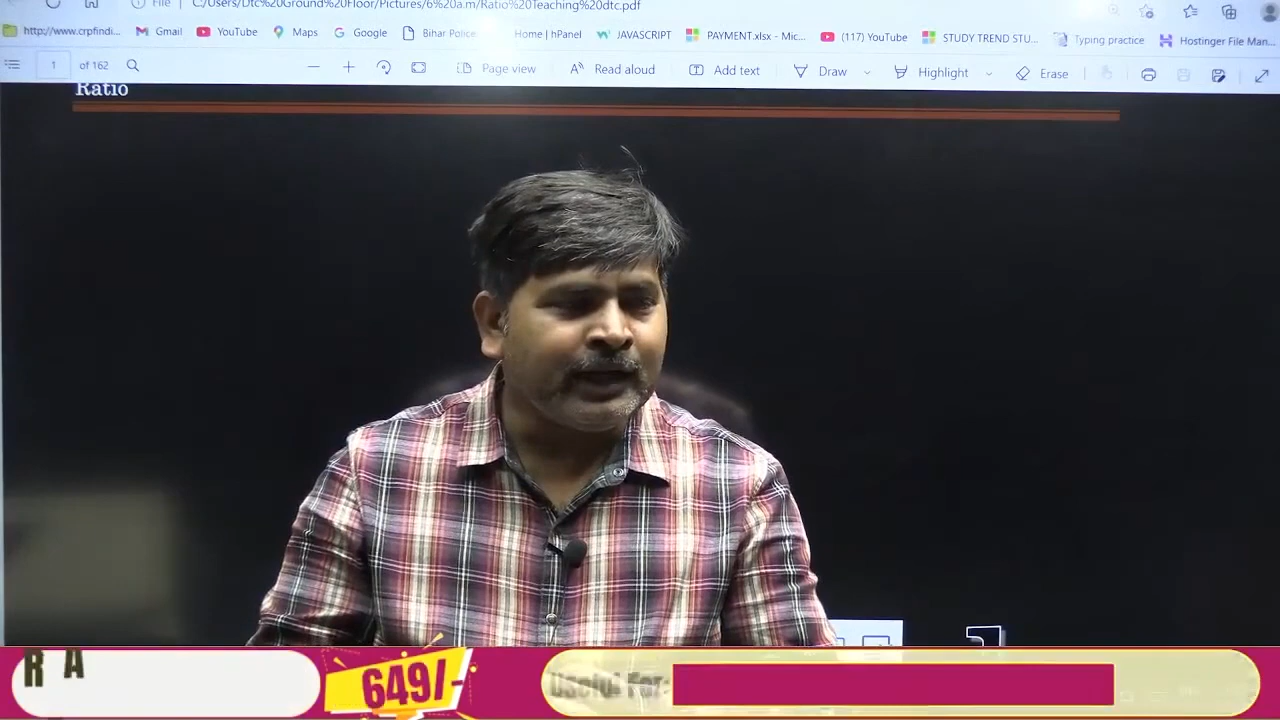 File C:/Users/Dtc%20Ground%20Floor/Pictures/6%20a.m/Ratio%20Teaching%20dtc.pdf
http://www.crpfindi... Gmail YouTube Maps Google Bihar Police Home | hPanel JAVASCRIPT PAYMENT.xlsx - Mic... (117) YouTube STUDY TREND STU... Typing practice Hostinger File Man...
1 of 162 Page view Read aloud Add text Draw Highlight Erase
Ratio
R A
649/-
Useful For: